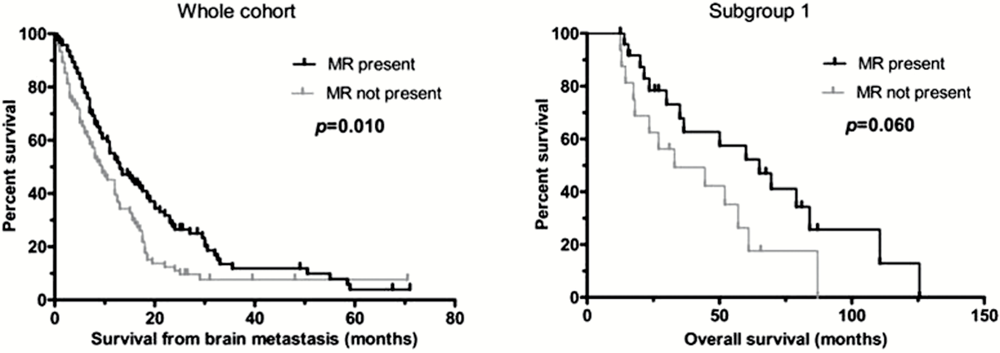 Whole cohort
100
80
60
40
20
0
Percent survival
MR present
MR not present
p=0.010
0 20 40 60 80
Survival from brain metastasis (months)
Subgroup 1
100
80
60
40
20
0
Percent survival
MR present
MR not present
p=0.060
0 50 100 150
Overall survival (months)